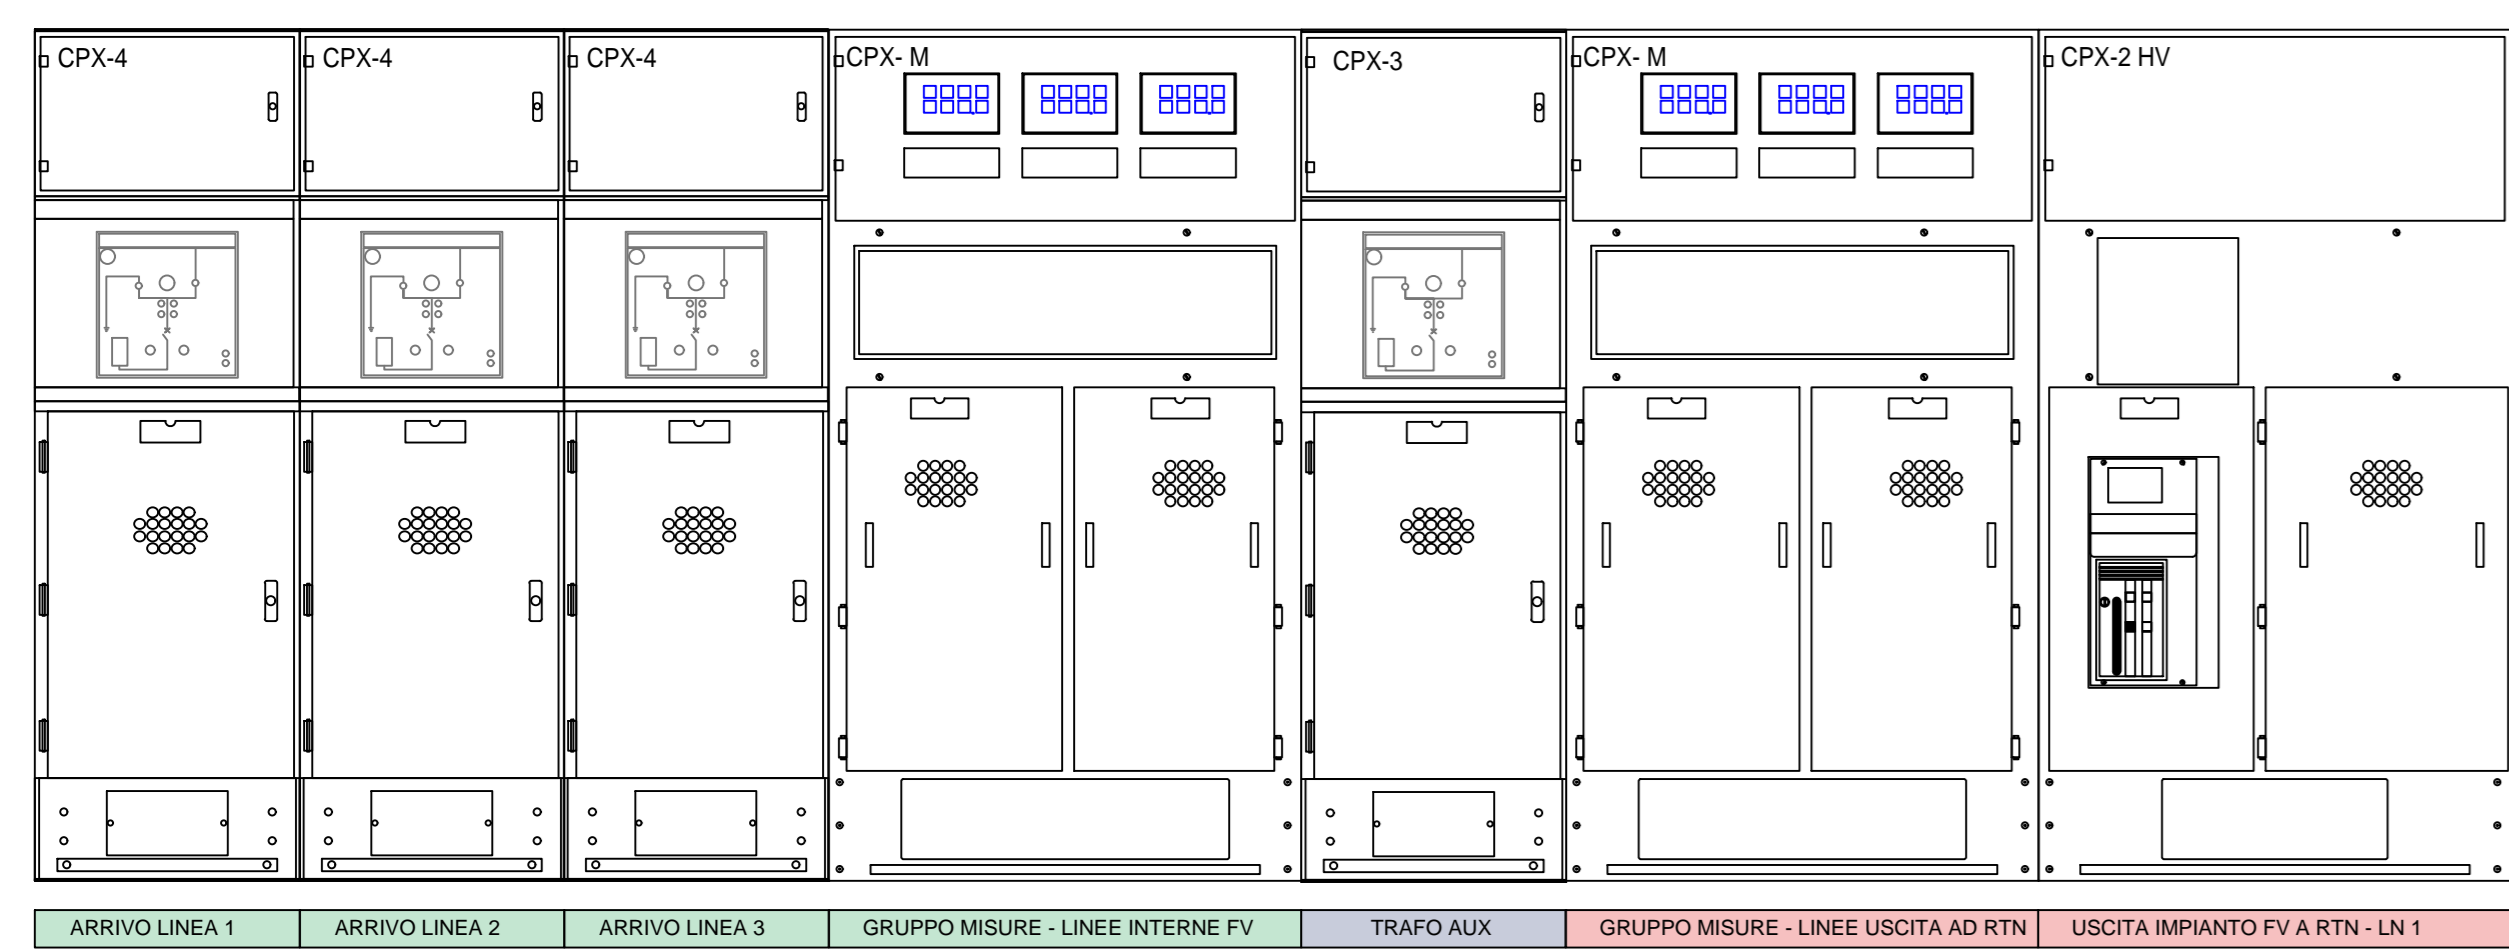 CPX-4
CPX-4
CPX-4
CPX- M
CPX-3
CPX- M
CPX-2 HV
ARRIVO LINEA 1
ARRIVO LINEA 2
ARRIVO LINEA 3
GRUPPO MISURE - LINEE INTERNE FV
TRAFO AUX
GRUPPO MISURE - LINEE USCITA AD RTN
USCITA IMPIANTO FV A RTN - LN 1